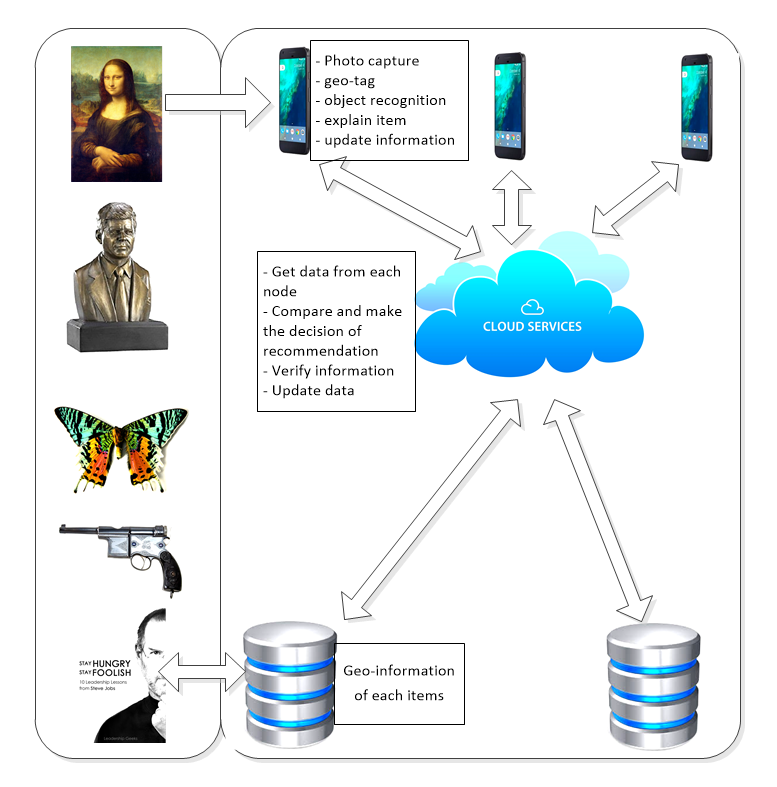 - Photo capture
- geo-tag
- object recognition
- explain item
- update information
- Get data from each
node
- Compare and make
the decision of
recommendation
- Verify information
- Update data
CLOUD SERVICES
STAY HUNGRY
STAY FOOLISH
10 Leadership Lessons
from Steve Jobs
Leadership Geeks
Geo-information
of each items